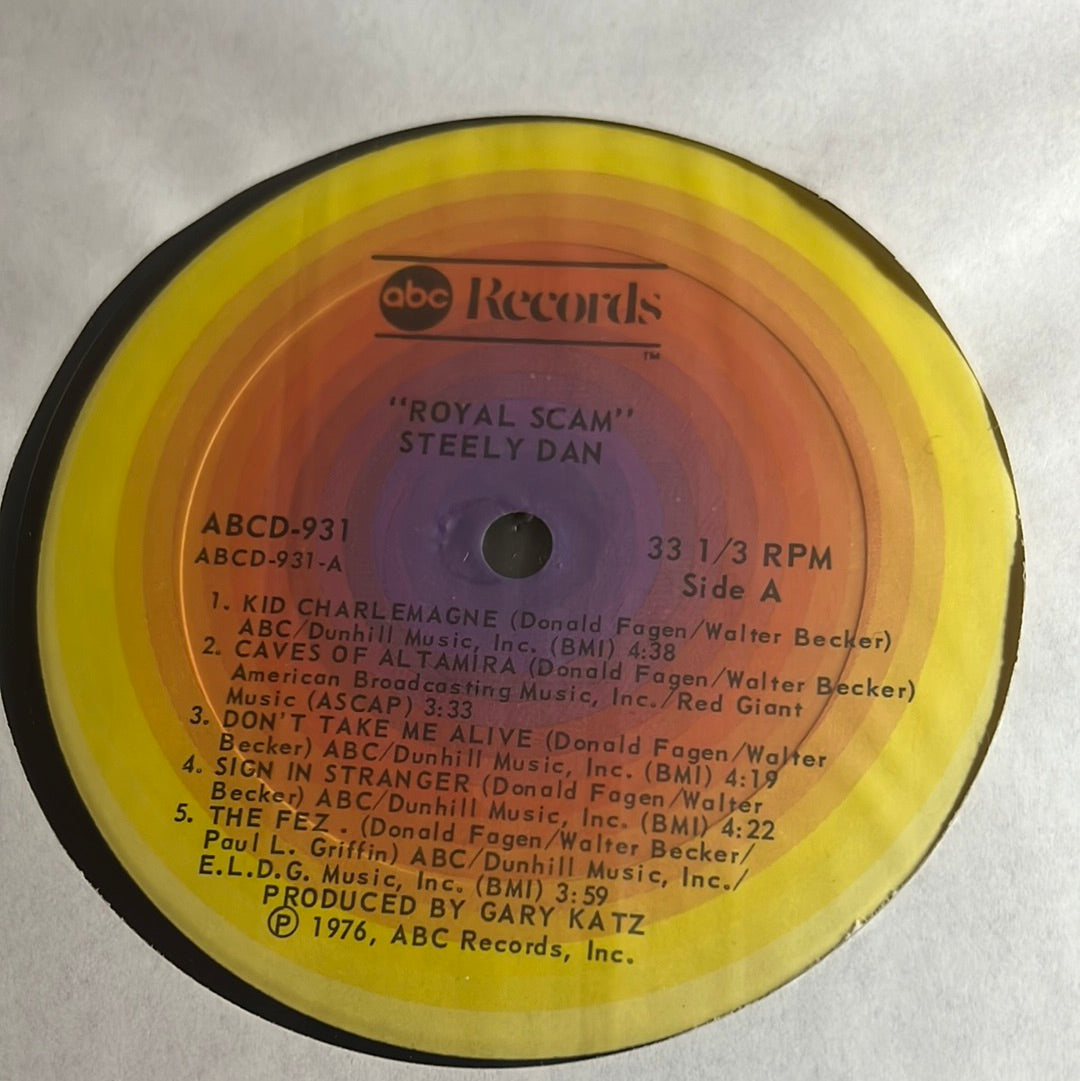 abc Records
TM
"ROYAL SCAM"
STEELY DAN
ABCD-931
ABCD-931-A
33 1/3 RPM
Side A
1. KID CHARLEMAGNE (Donald Fagen/Walter Becker)
ABC/Dunhill Music, Inc. (BMI) 4:38
2. CAVES OF ALTAMIRA (Donald Fagen/Walter Becker)
American Broadcasting Music, Inc./Red Giant
Music (ASCAP) 3:33
3. DON'T TAKE ME ALIVE (Donald Fagen/Walter
Becker) ABC/Dunhill Music, Inc. (BMI) 4:19
4. SIGN IN STRANGER (Donald Fagen/Walter
Becker) ABC/Dunhill Music, Inc. (BMI) 4:22
5. THE FEZ . (Donald Fagen/Walter Becker/
Paul L. Griffin) ABC/Dunhill Music, Inc./
E.L.D.G. Music, Inc. (BMI) 3:59
PRODUCED BY GARY KATZ
Ⓟ 1976, ABC Records, Inc.